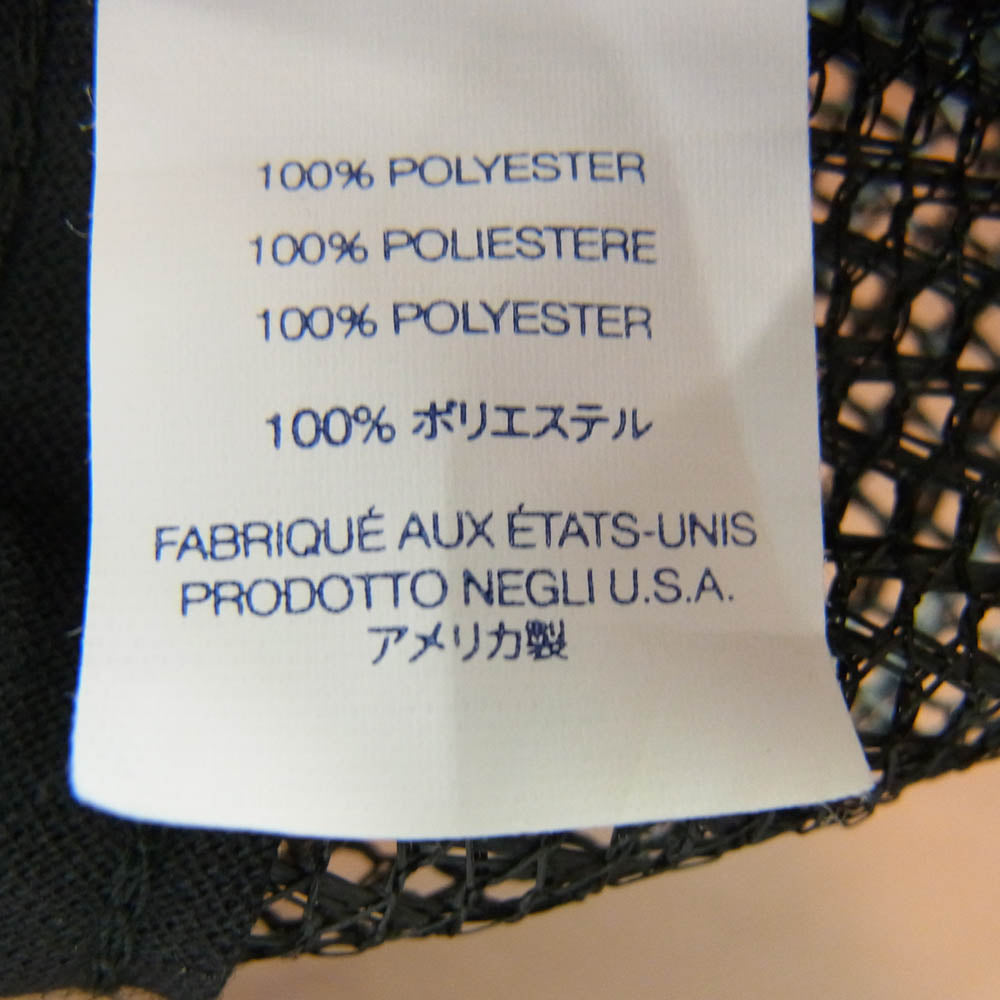 100% POLYESTER
100% POLIESTERE
100% POLYESTER
100% ポリエステル
FABRIQUÉ AUX ÉTATS-UNIS
PRODOTTO NEGLI U.S.A.
アメリカ製